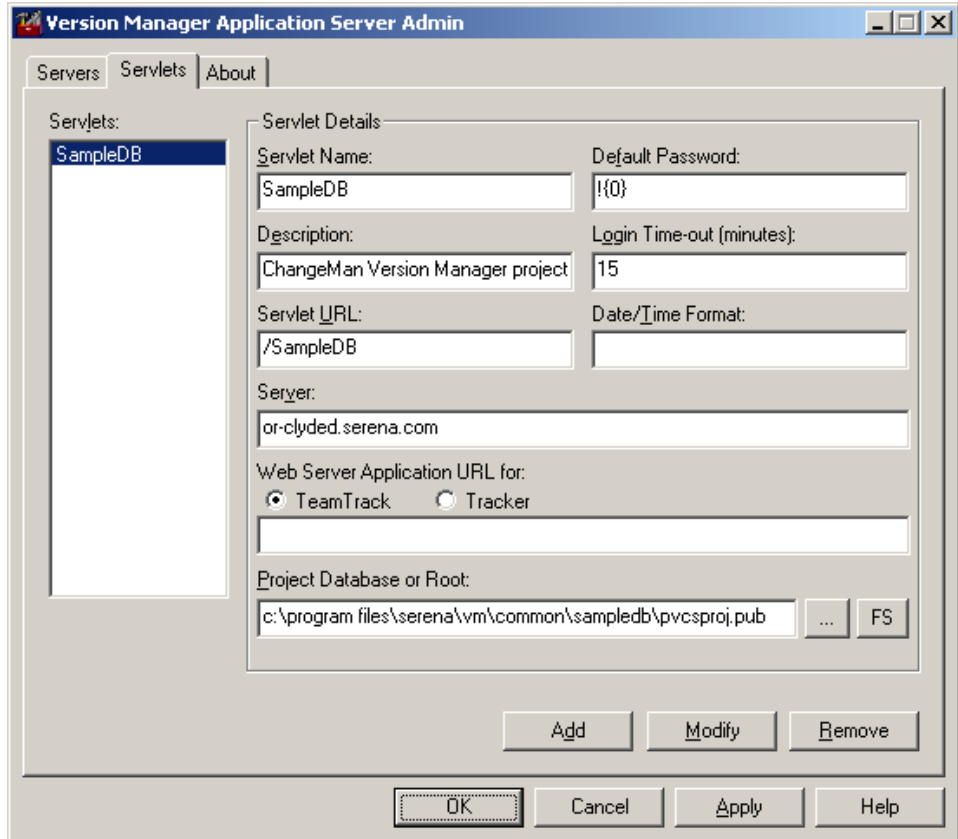 Version Manager Application Server Admin
Servers Servlets About
Servlets:
SampleDB
Servlet Details
Servlet Name: Default Password:
SampleDB !{0}
Description: Login Time-out (minutes):
ChangeMan Version Manager project 15
Servlet URL: Date/Time Format:
/SampleDB
Server:
or-clyded.serena.com
Web Server Application URL for:
TeamTrack Tracker
Project Database or Root:
c:\program files\serena\vm\common\sampledb\pvcsproj.pub ... FS
Add Modify Remove
OK Cancel Apply Help